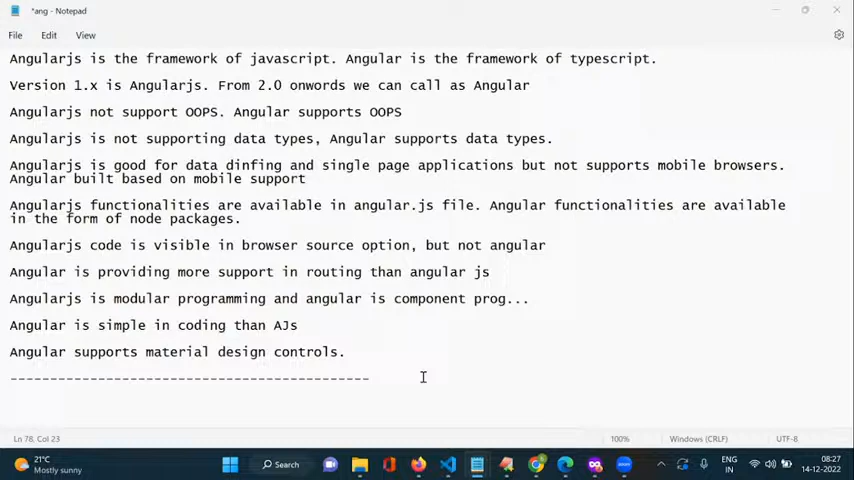 *ang - Notepad
File Edit View
Angularjs is the framework of javascript. Angular is the framework of typescript.
Version 1.x is Angularjs. From 2.0 onwords we can call as Angular
Angularjs not support OOPS. Angular supports OOPS
Angularjs is not supporting data types, Angular supports data types.
Angularjs is good for data dinfing and single page applications but not supports mobile browsers.
Angular built based on mobile support
Angularjs functionalities are available in angular.js file. Angular functionalities are available
in the form of node packages.
Angularjs code is visible in browser source option, but not angular
Angular is providing more support in routing than angular js
Angularjs is modular programming and angular is component prog...
Angular is simple in coding than AJs
Angular supports material design controls.
---------------------------------------------
Ln 78, Col 23 100% Windows (CRLF) UTF-8
21°C
Mostly sunny
Search
zoom
ENG
IN
08:27
14-12-2022